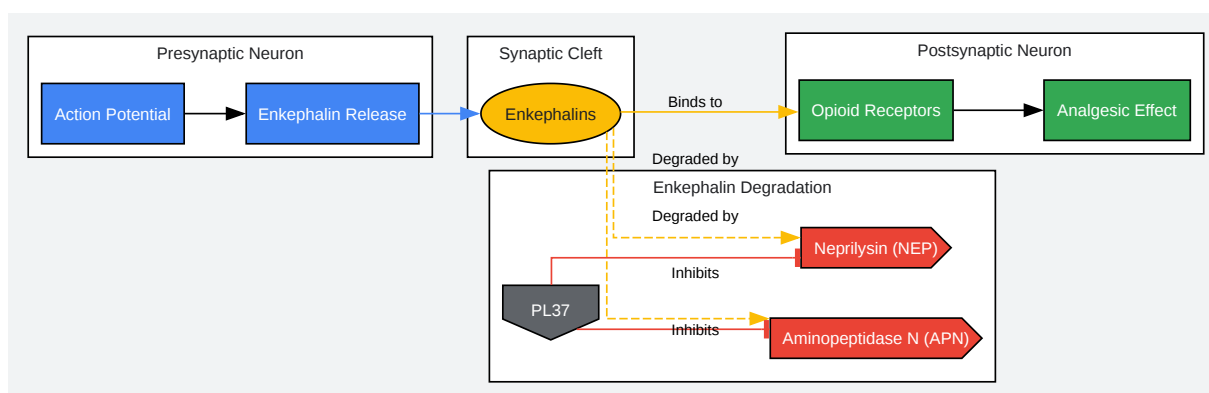 Presynaptic Neuron
Action Potential
Enkephalin Release
Synaptic Cleft
Enkephalins
Binds to
Postsynaptic Neuron
Opioid Receptors
Analgesic Effect
Degraded by
Enkephalin Degradation
Degraded by
Neprilysin (NEP)
Inhibits
PL37
Inhibits
Aminopeptidase N (APN)